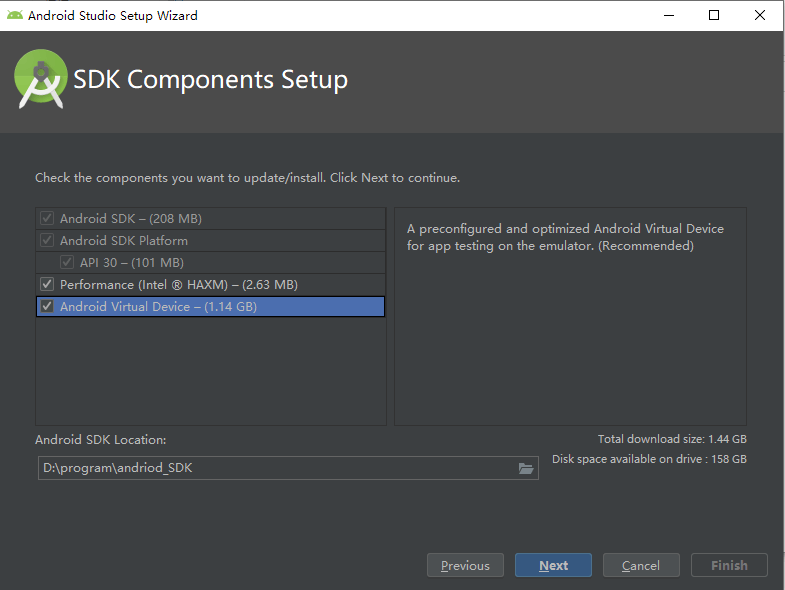 Android Studio Setup Wizard
SDK Components Setup
Check the components you want to update/install. Click Next to continue.
Android SDK – (208 MB)
Android SDK Platform
API 30 – (101 MB)
Performance (Intel ® HAXM) – (2.63 MB)
Android Virtual Device – (1.14 GB)
A preconfigured and optimized Android Virtual Device
for app testing on the emulator. (Recommended)
Android SDK Location:
D:\program\andriod_SDK
Total download size: 1.44 GB
Disk space available on drive : 158 GB
Previous
Next
Cancel
Finish